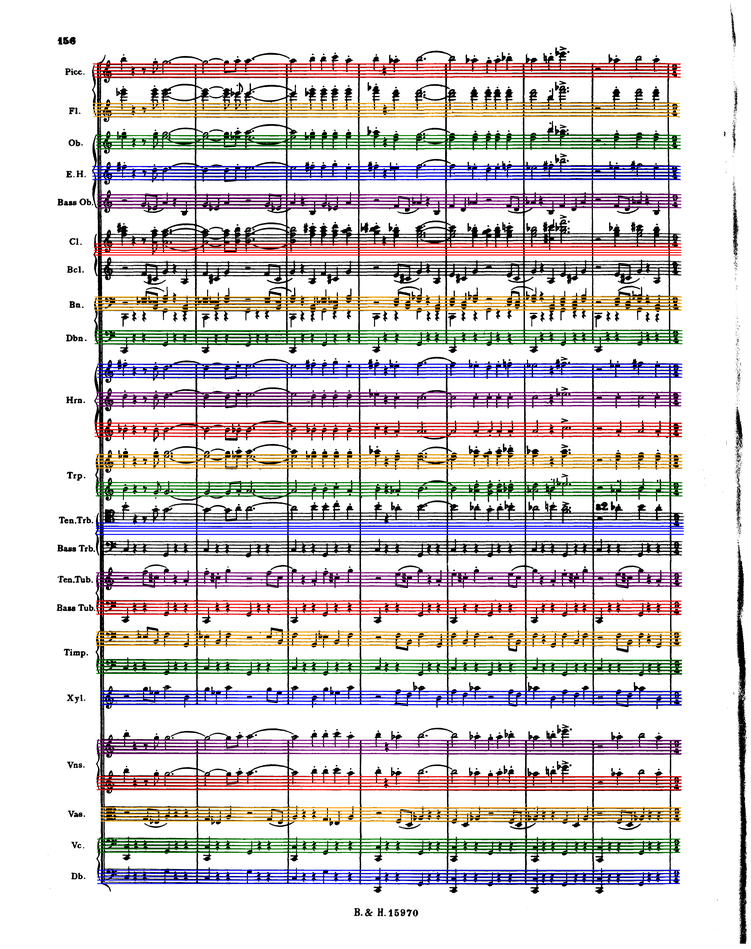 156
Picc.
Fl.
Ob.
E.H.
Bass Ob.
Cl.
Bcl.
Bn.
Dbn.
Hrn.
Trp.
Ten.Trb.
a2
Bass Trb.
Ten.Tub.
Bass Tub.
Timp.
Xyl.
Vns.
Vas.
Vc.
Db.
B. & H. 15970